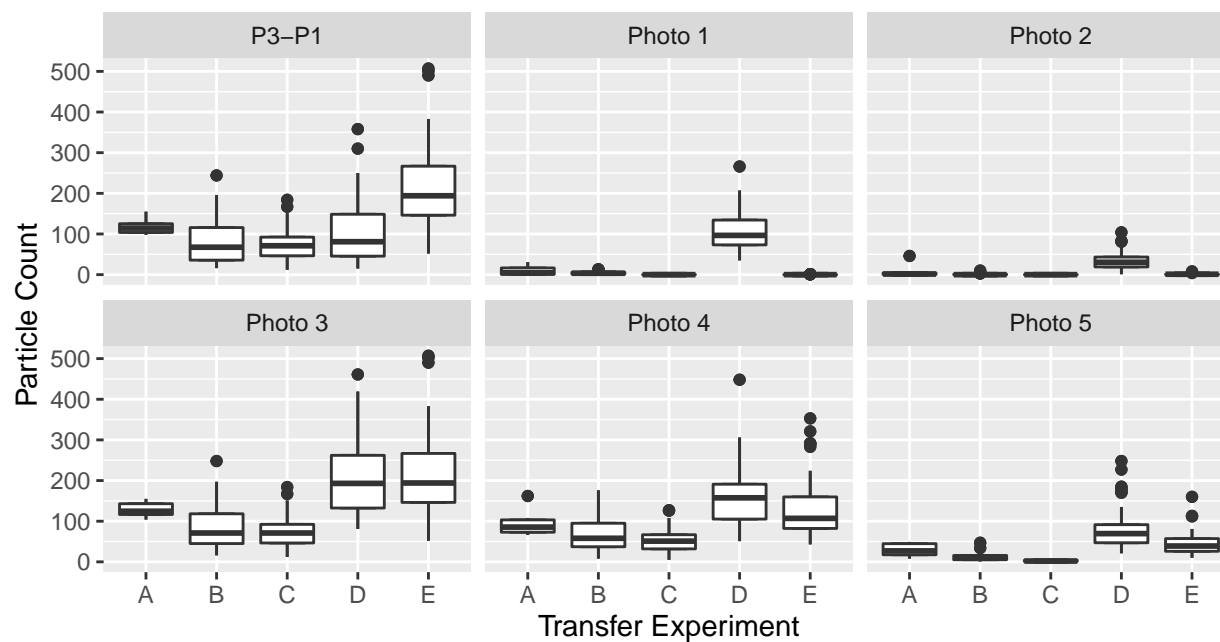 P3−P1 Photo 1 Photo 2
500
400
300
200
100
0
Photo 3 Photo 4 Photo 5
500
400
300
200
100
0
A B C D E A B C D E A B C D E
Transfer Experiment
Particle Count